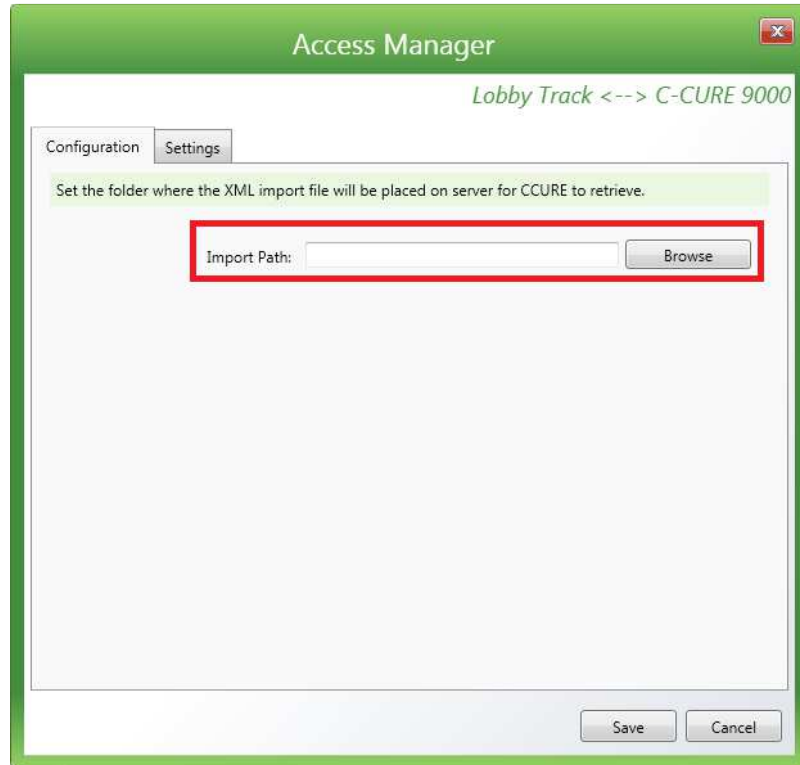 Access Manager
Lobby Track <--> C-CURE 9000
Configuration Settings
Set the folder where the XML import file will be placed on server for CCURE to retrieve.
Import Path: Browse
Save Cancel